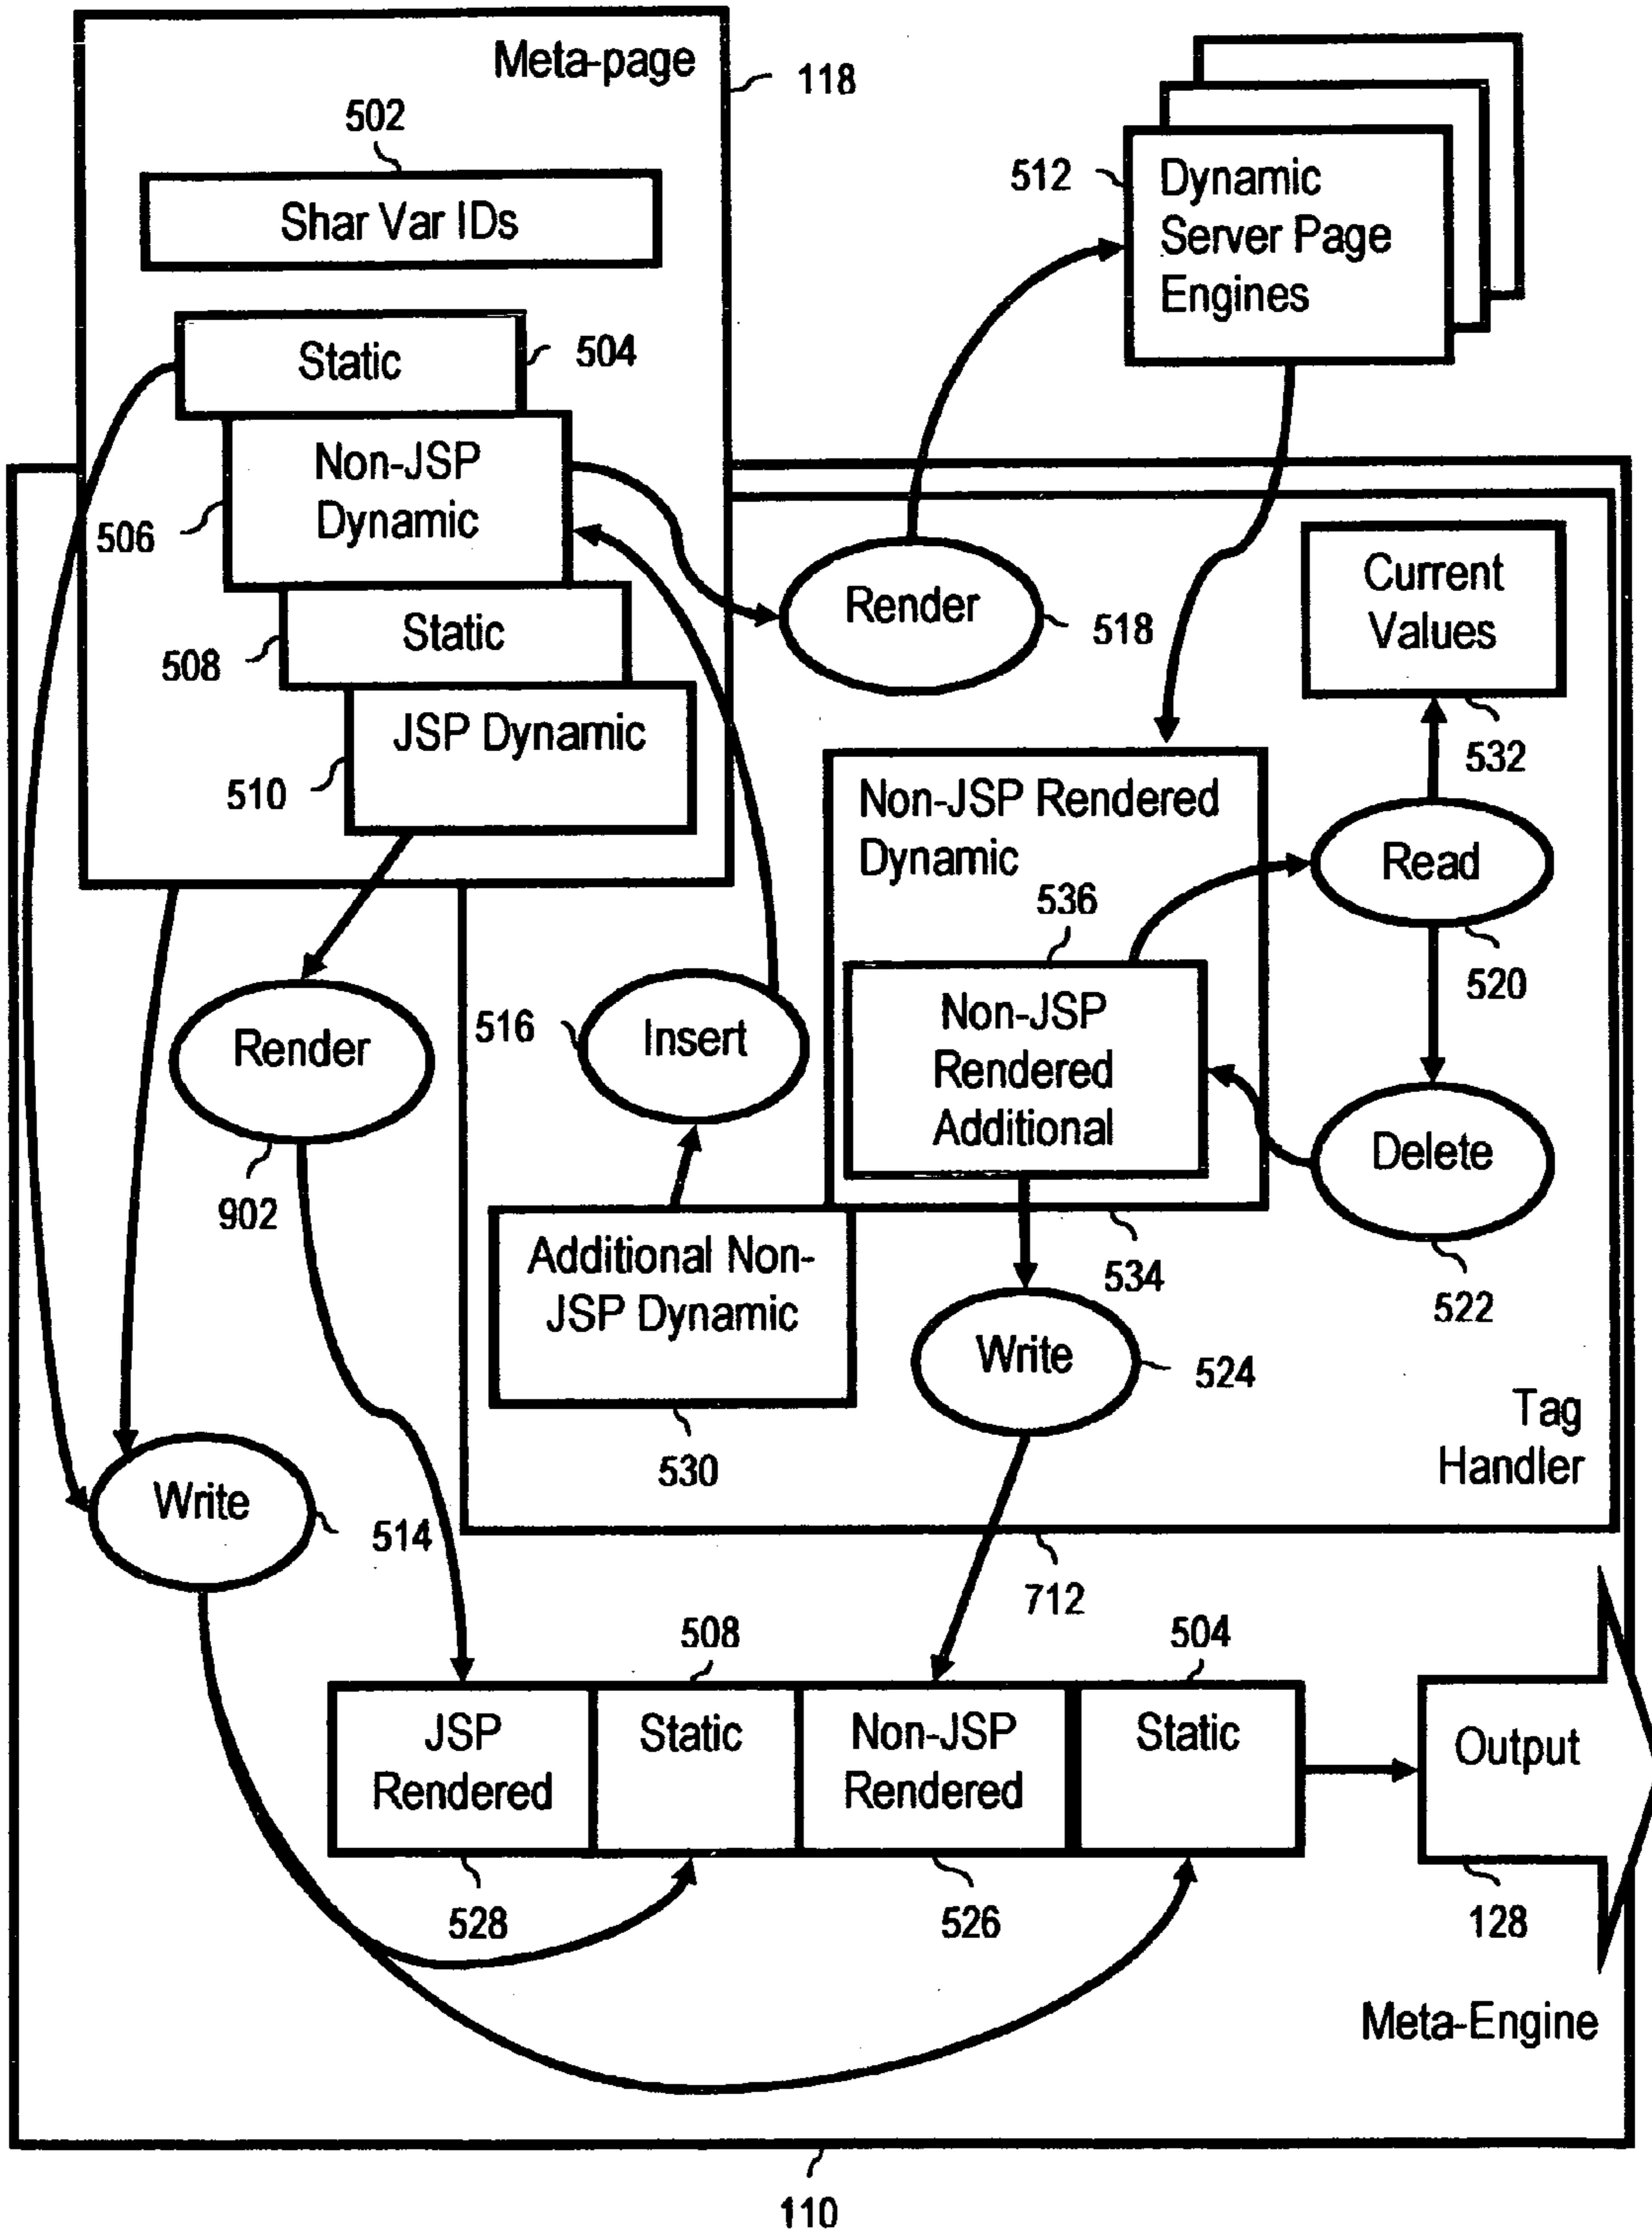 Meta-page
118
502
Shar Var IDs
512
Dynamic
Server Page
Engines
Static
504
Non-JSP
Dynamic
506
Render
518
Current
Values
532
Static
508
JSP Dynamic
510
Non-JSP Rendered
Dynamic
Read
520
536
Non-JSP
Rendered
Additional
Render
902
516
Insert
Delete
522
Additional Non-
JSP Dynamic
530
534
Write
524
Tag
Handler
Write
514
712
508
504
JSP
Rendered
Static
Non-JSP
Rendered
Static
Output
528
526
128
Meta-Engine
110